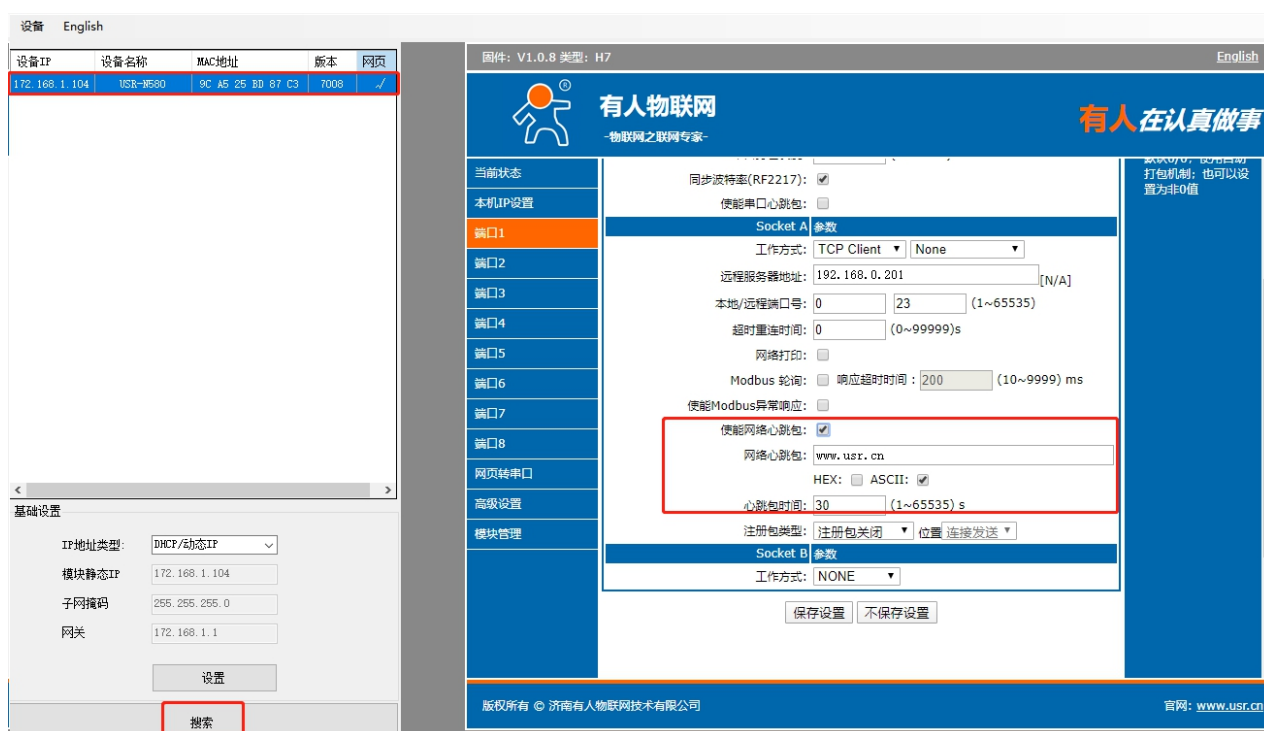 设备 English
设备IP 设备名称 MAC地址 版本 网页
172.168.1.104 USR-N580 9C A5 25 BD 87 C3 7008 √
基础设置
IP地址类型: DHCP/动态IP
模块静态IP 172.168.1.104
子网掩码 255.255.255.0
网关 172.168.1.1
设置
搜索
固件: V1.0.8 类型: H7 English
®
有人物联网
-物联网之联网专家-
有人在认真做事
当前状态
本机IP设置
端口1
端口2
端口3
端口4
端口5
端口6
端口7
端口8
网页转串口
高级设置
模块管理
同步波特率(RF2217):
使能串口心跳包:
Socket A 参数
工作方式: TCP Client None
远程服务器地址: 192.168.0.201 [N/A]
本地/远程端口号: 0 23 (1~65535)
超时重连时间: 0 (0~99999)s
网络打印:
Modbus 轮询: 响应超时时间: 200 (10~9999) ms
使能Modbus异常响应:
使能网络心跳包:
网络心跳包: www.usr.cn
HEX: ASCII:
心跳包时间: 30 (1~65535) s
注册包类型: 注册包关闭 位置 连接发送
Socket B 参数
工作方式: NONE
保存设置 不保存设置
打包机制; 也可以设
置为非0值
版权所有 © 济南有人物联网技术有限公司 官网: www.usr.cn